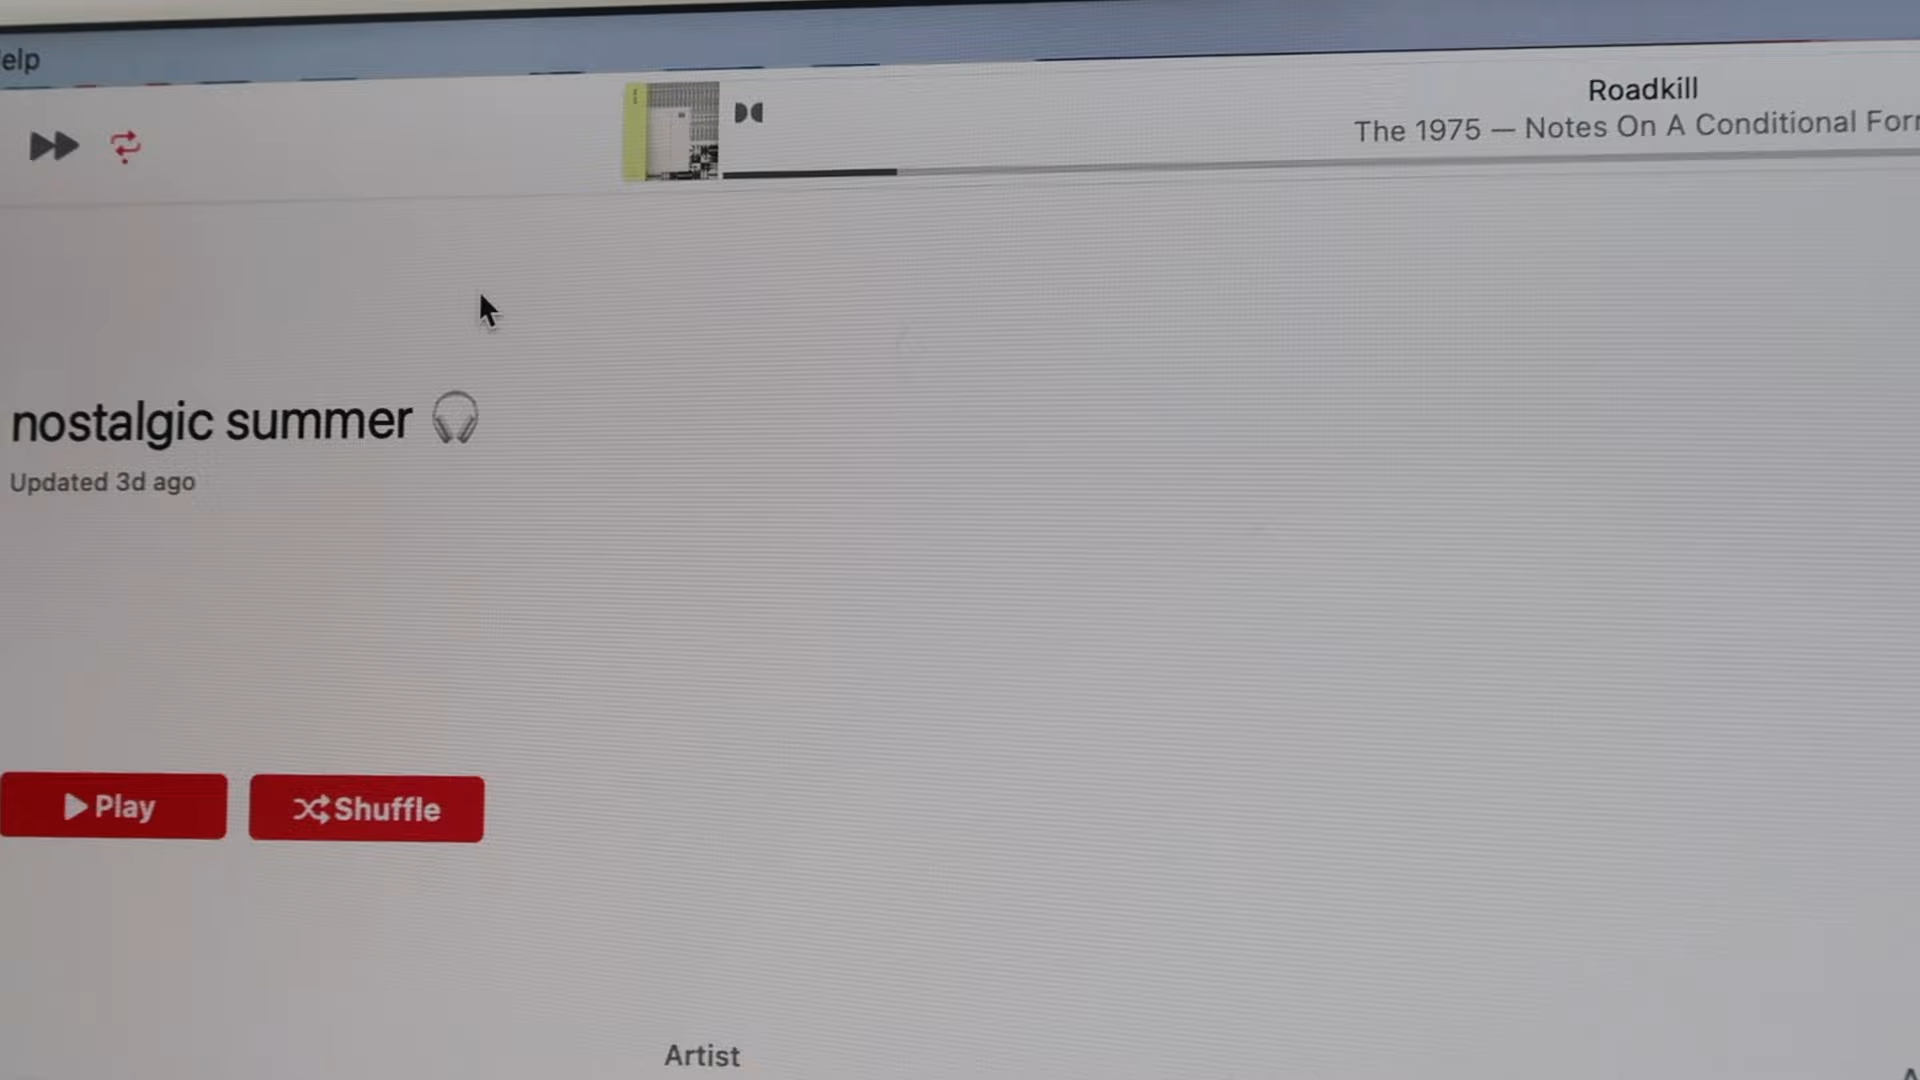 elp
Roadkill
The 1975 — Notes On A Conditional For
nostalgic summer 🎧
Updated 3d ago
Play
Shuffle
Artist
A